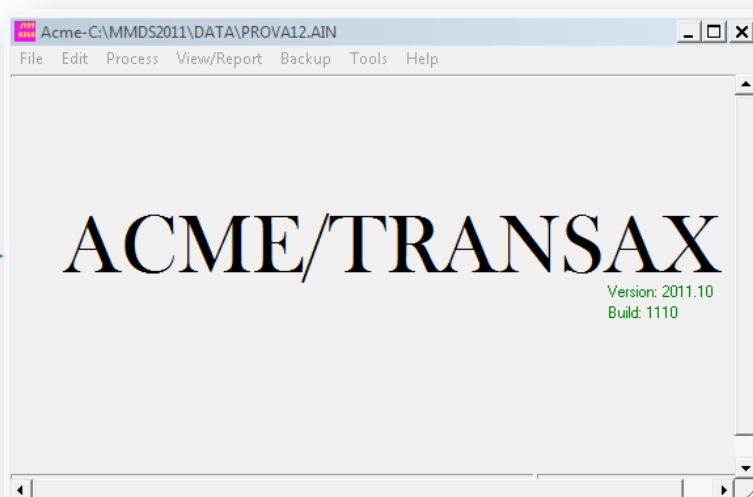 Acme-C:\MMDS2011\DATA\PROVA12.AIN
File Edit Process View/Report Backup Tools Help
ACME/TRANSAX
Version: 2011.10
Build: 1110